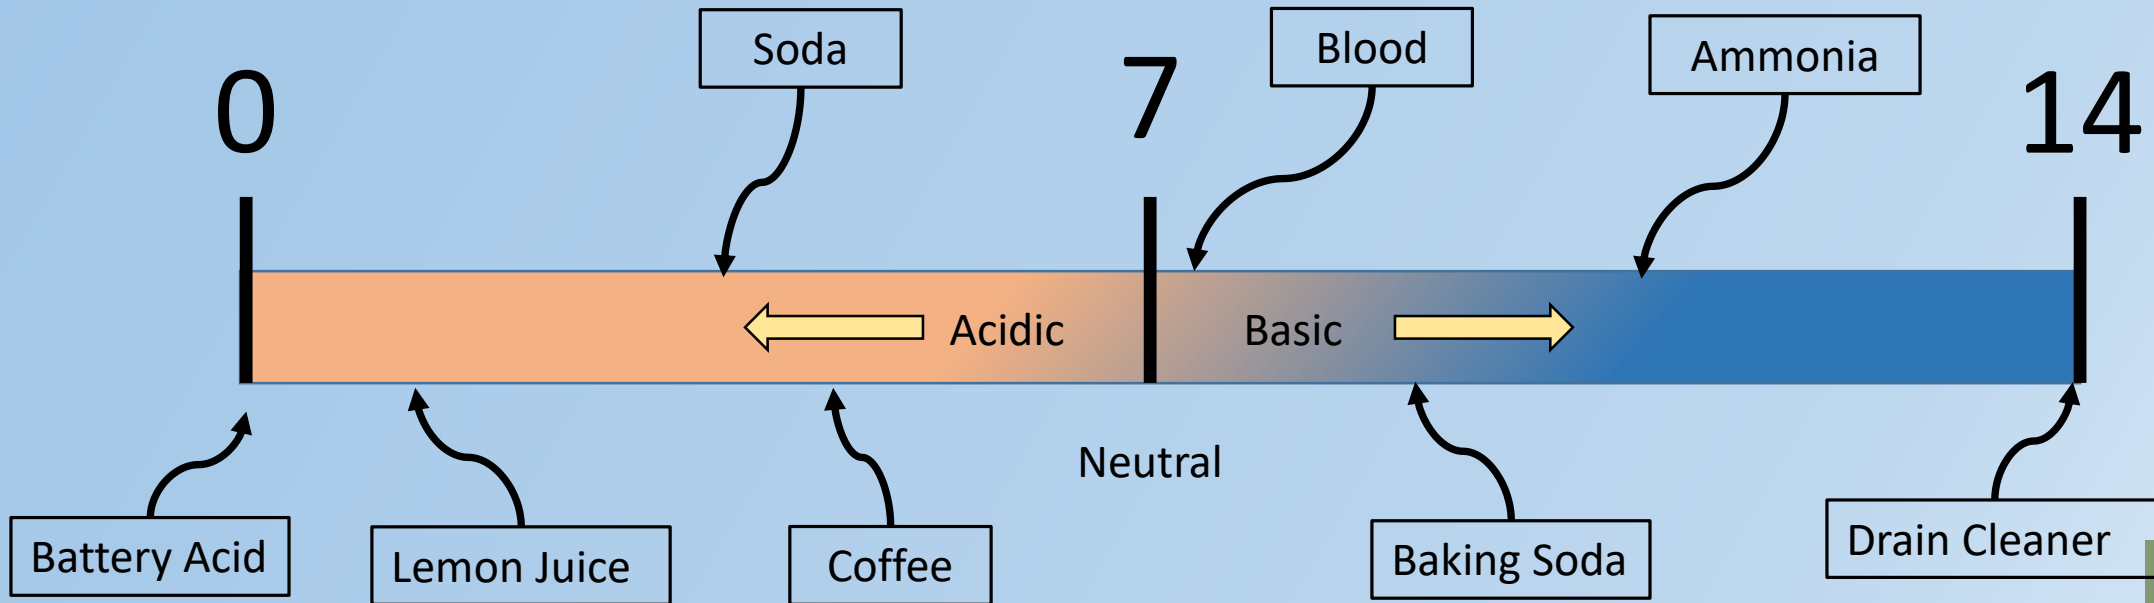 Soda
Blood
Ammonia
0
7
14
Acidic
Basic
Neutral
Battery Acid
Lemon Juice
Coffee
Baking Soda
Drain Cleaner